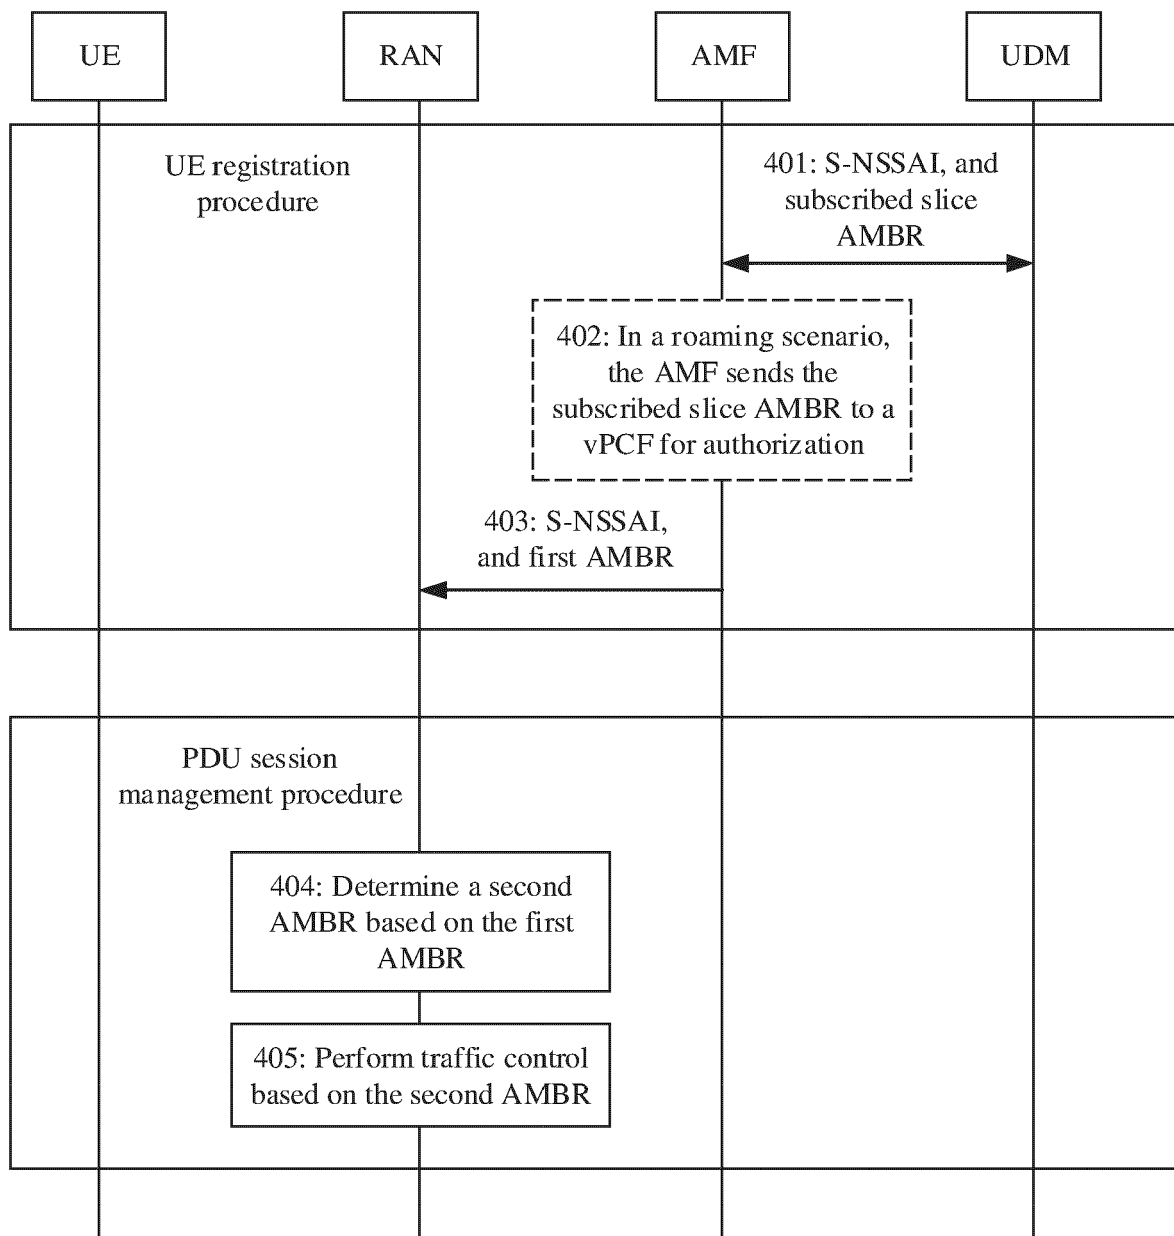 UE
RAN
AMF
UDM
UE registration
procedure
401: S-NSSAI, and
subscribed slice
AMBR
402: In a roaming scenario,
the AMF sends the
subscribed slice AMBR to a
vPCF for authorization
403: S-NSSAI,
and first AMBR
PDU session
management procedure
404: Determine a second
AMBR based on the first
AMBR
405: Perform traffic control
based on the second AMBR